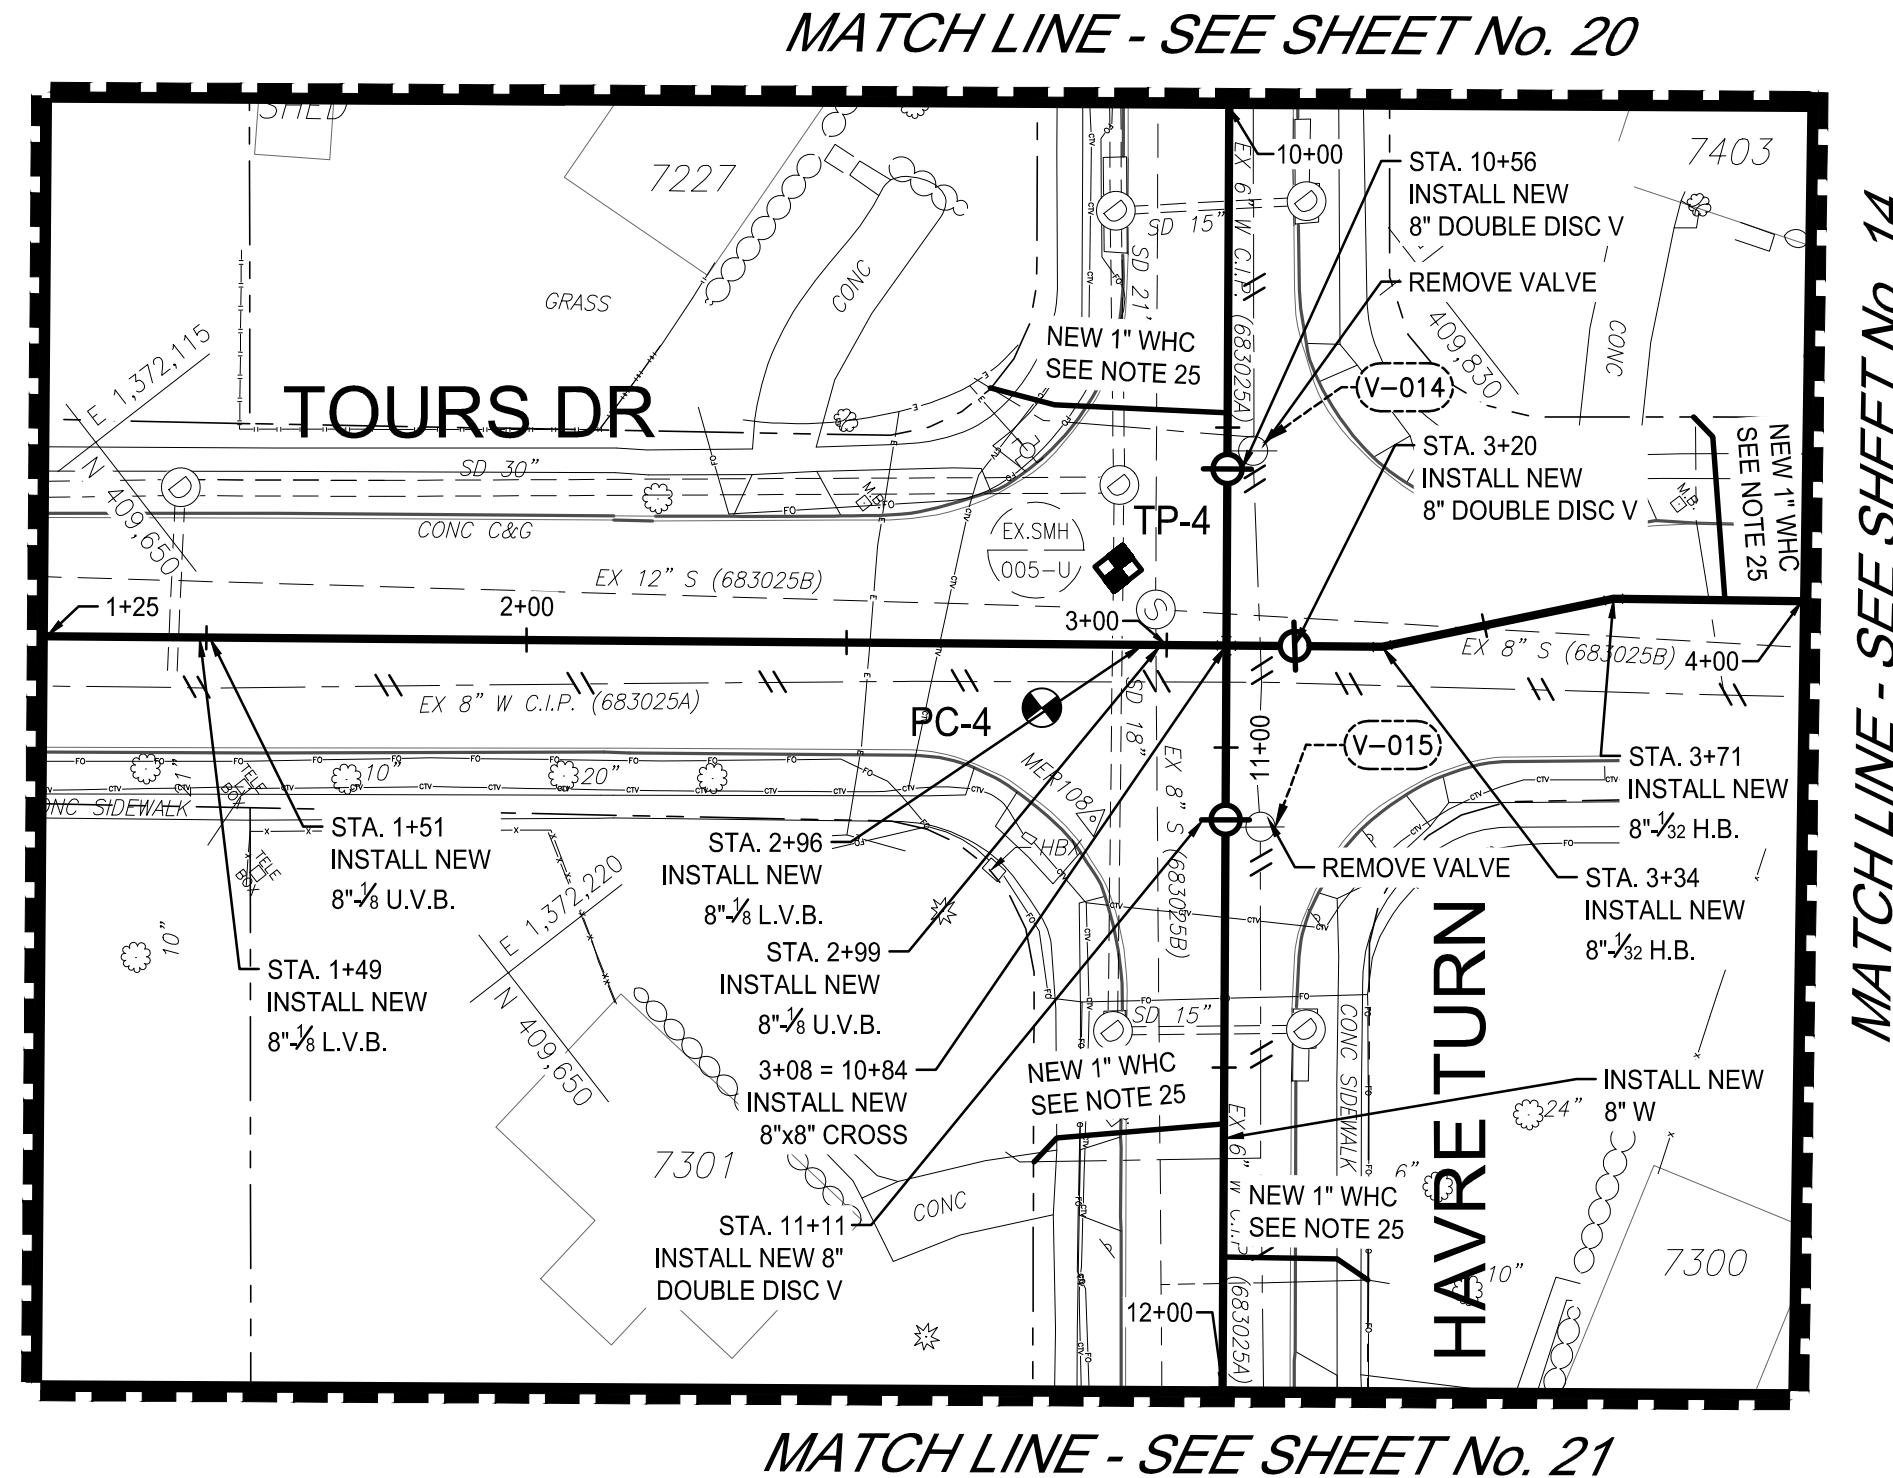 MATCH LINE - SEE SHEET No. 20
SHED
7227
GRASS
CONC
E 1,372,115
N 409,650
TOURS DR
SD 30"
CONC C&G
M.B.
EX 12" S (683025B)
1+25
2+00
3+00
EX.SMH
005-U
TP-4
NEW 1" WHC
SEE NOTE 25
SD 15"
SD 21"
EX 6" W C.I.P. (683025A)
10+00
STA. 10+56
INSTALL NEW
8" DOUBLE DISC V
REMOVE VALVE
V-014
409,830
7403
CONC
STA. 3+20
INSTALL NEW
8" DOUBLE DISC V
M.B.
NEW 1" WHC
SEE NOTE 25
EX 8" S (683025B)
4+00
MATCH LINE - SEE SHEET No. 14
EX 8" W C.I.P. (683025A)
PC-4
SD 18"
MER108
HBX
EX 8" S (683025B)
11+00
V-015
REMOVE VALVE
STA. 3+71
INSTALL NEW
8"-1/32 H.B.
STA. 3+34
INSTALL NEW
8"-1/32 H.B.
CONC SIDEWALK
21"
TELE
BOX
10"
20"
TELE
BOX
10"
STA. 1+51
INSTALL NEW
8"-1/8 U.V.B.
STA. 1+49
INSTALL NEW
8"-1/8 L.V.B.
E 1,372,220
N 409,650
STA. 2+96
INSTALL NEW
8"-1/8 L.V.B.
STA. 2+99
INSTALL NEW
8"-1/8 U.V.B.
3+08 = 10+84
INSTALL NEW
8"x8" CROSS
STA. 11+11
INSTALL NEW 8"
DOUBLE DISC V
7301
CONC
SD 15"
NEW 1" WHC
SEE NOTE 25
EX 6" W C.I.P (683025A)
CONC SIDEWALK
HAVRE TURN
INSTALL NEW
8" W
24"
6"
NEW 1" WHC
SEE NOTE 25
10"
7300
12+00
MATCH LINE - SEE SHEET No. 21